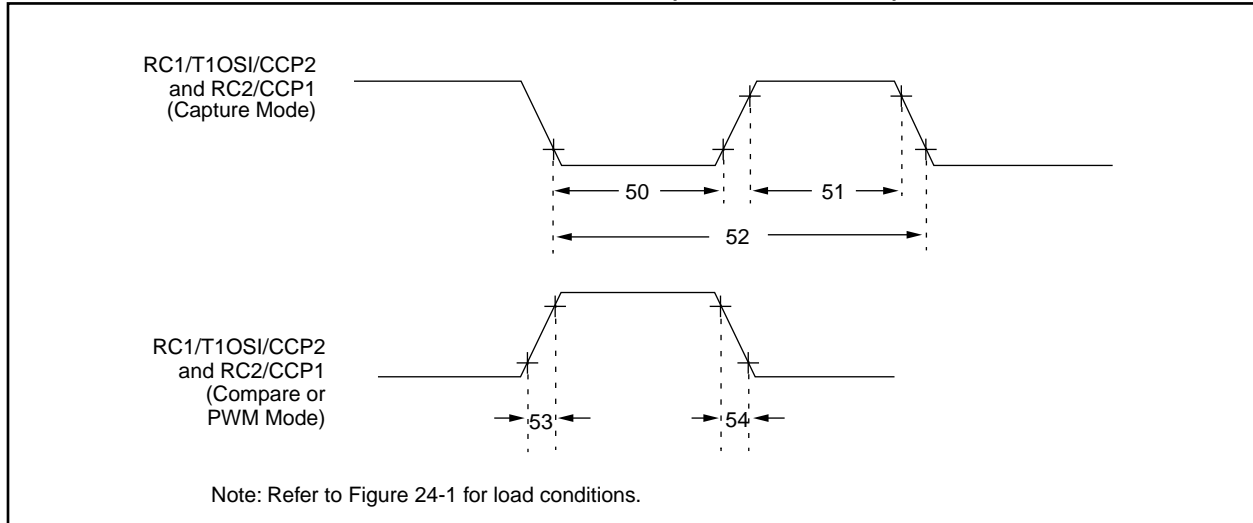 RC1/T1OSI/CCP2
and RC2/CCP1
(Capture Mode)
50
51
52
RC1/T1OSI/CCP2
and RC2/CCP1
(Compare or
PWM Mode)
53
54
Note: Refer to Figure 24-1 for load conditions.